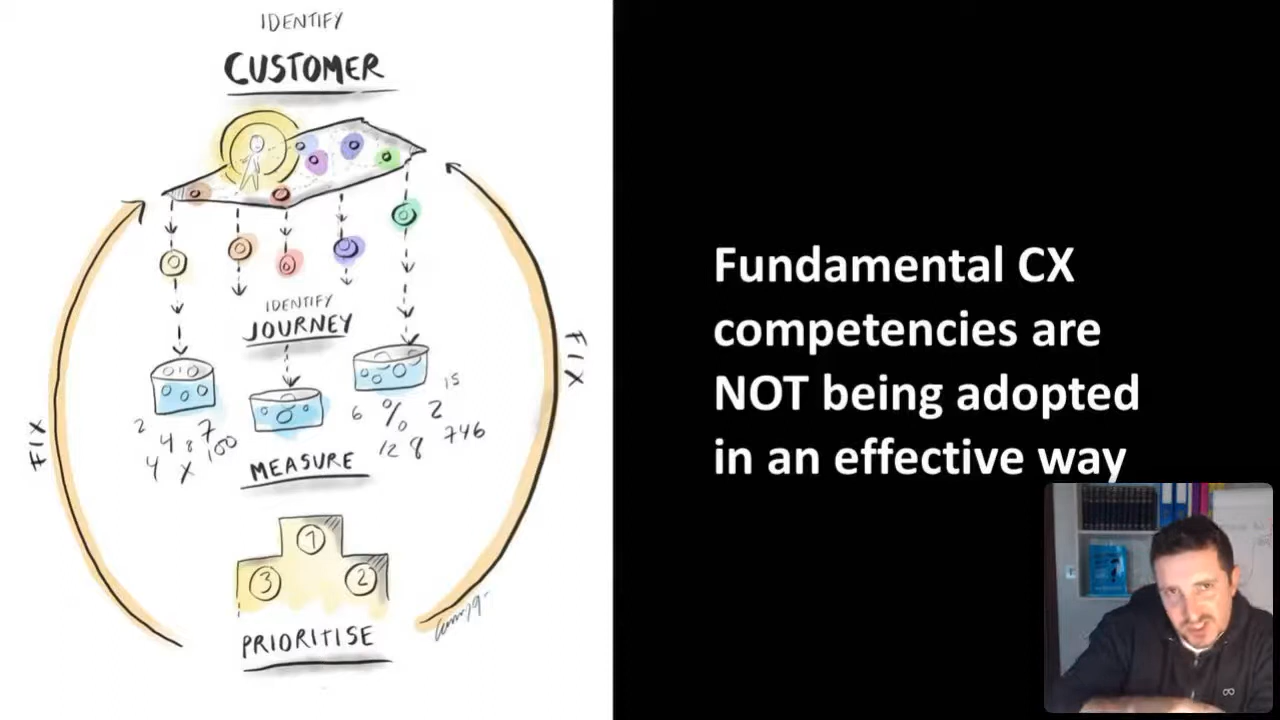 IDENTIFY
CUSTOMER
IDENTIFY
JOURNEY
FIX
FIX
15
6 % 2
2 4 8 7 100
12 8 746
4 X
MEASURE
1
3 2
PRIORITISE
Fundamental CX
competencies are
NOT being adopted
in an effective way